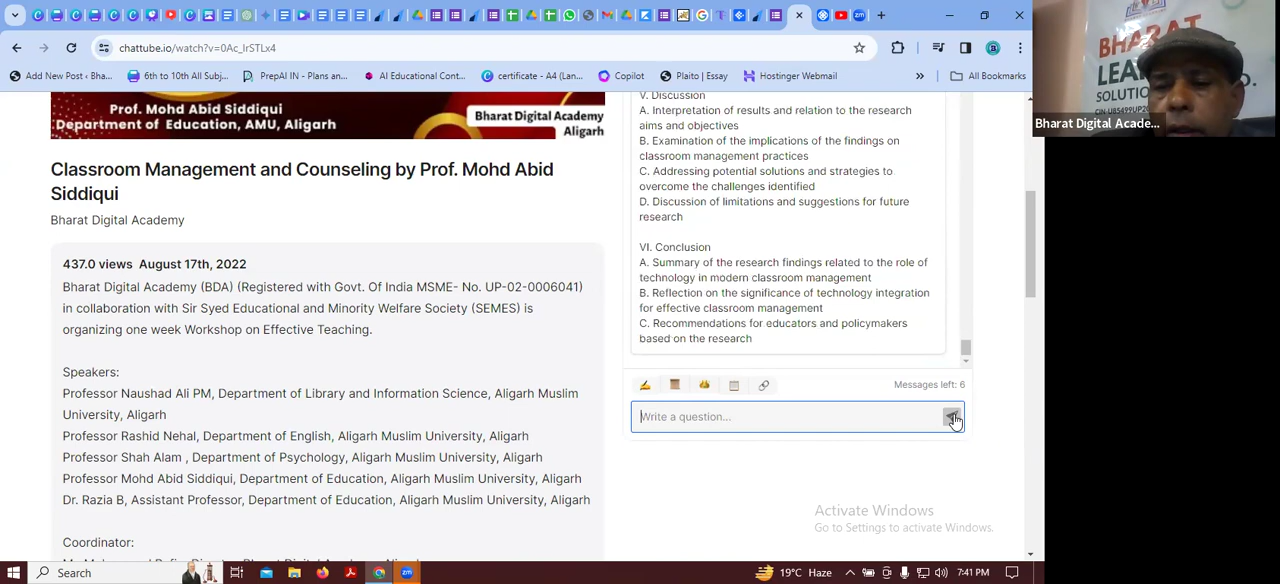 chattube.io/watch?v=0Ac_IrSTLx4
Add New Post ‹ Bha...
6th to 10th All Subj...
PrepAI IN - Plans an...
AI Educational Cont...
certificate - A4 (Lan...
Copilot
Plaito | Essay
Hostinger Webmail
»
All Bookmarks
Prof. Mohd Abid Siddiqui
Department of Education, AMU, Aligarh
Bharat Digital Academy
Aligarh
Classroom Management and Counseling by Prof. Mohd Abid
Siddiqui
Bharat Digital Academy
437.0 views August 17th, 2022
Bharat Digital Academy (BDA) (Registered with Govt. Of India MSME- No. UP-02-0006041)
in collaboration with Sir Syed Educational and Minority Welfare Society (SEMES) is
organizing one week Workshop on Effective Teaching.
Speakers:
Professor Naushad Ali PM, Department of Library and Information Science, Aligarh Muslim
University, Aligarh
Professor Rashid Nehal, Department of English, Aligarh Muslim University, Aligarh
Professor Shah Alam , Department of Psychology, Aligarh Muslim University, Aligarh
Professor Mohd Abid Siddiqui, Department of Education, Aligarh Muslim University, Aligarh
Dr. Razia B, Assistant Professor, Department of Education, Aligarh Muslim University, Aligarh
Coordinator:
V. Discussion
A. Interpretation of results and relation to the research
aims and objectives
B. Examination of the implications of the findings on
classroom management practices
C. Addressing potential solutions and strategies to
overcome the challenges identified
D. Discussion of limitations and suggestions for future
research
VI. Conclusion
A. Summary of the research findings related to the role of
technology in modern classroom management
B. Reflection on the significance of technology integration
for effective classroom management
C. Recommendations for educators and policymakers
based on the research
Messages left: 6
Write a question...
Activate Windows
Go to Settings to activate Windows.
BHARAT
LEA
SOLUTION
CIN-U85499UP20
O.
Bharat Digital Acade...
Search
19°C Haze
7:41 PM